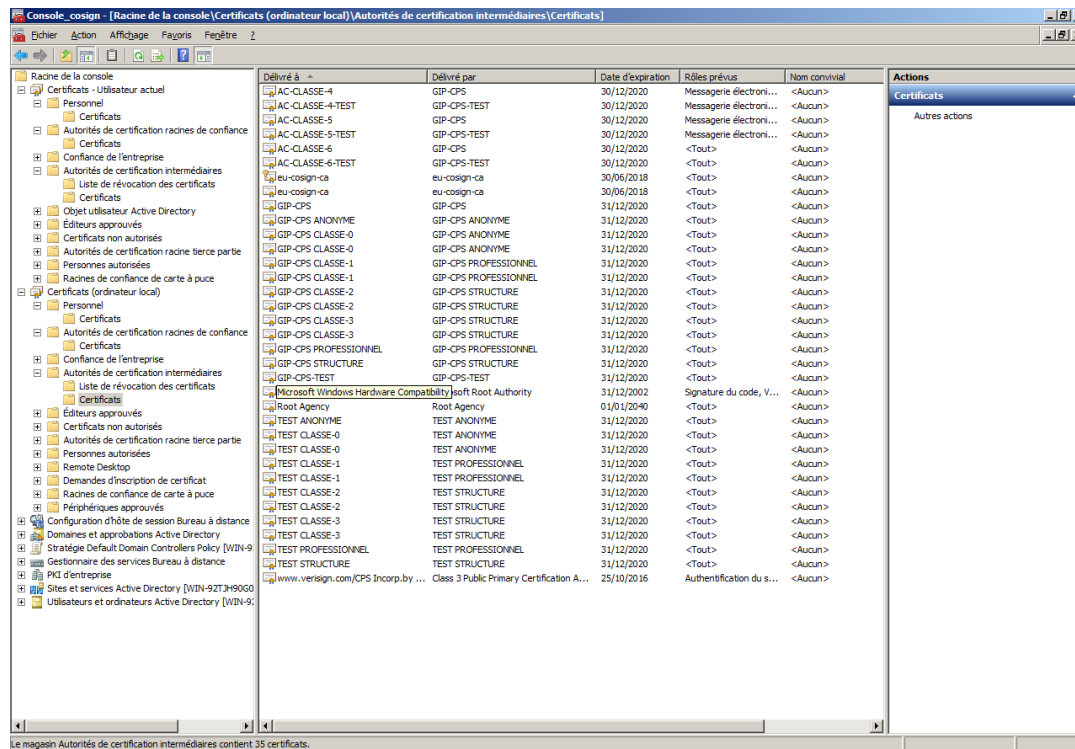 Console_cosign - [Racine de la console\Certificats (ordinateur local)\Autorités de certification intermédiaires\Certificats]
Fichier Action Affichage Favoris Fenêtre ?
Racine de la console
Certificats - Utilisateur actuel
Personnel
Certificats
Autorités de certification racines de confiance
Certificats
Confiance de l'entreprise
Autorités de certification intermédiaires
Liste de révocation des certificats
Certificats
Objet utilisateur Active Directory
Éditeurs approuvés
Certificats non autorisés
Autorités de certification racine tierce partie
Personnes autorisées
Racines de confiance de carte à puce
Certificats (ordinateur local)
Personnel
Certificats
Autorités de certification racines de confiance
Certificats
Confiance de l'entreprise
Autorités de certification intermédiaires
Liste de révocation des certificats
Certificats
Éditeurs approuvés
Certificats non autorisés
Autorités de certification racine tierce partie
Personnes autorisées
Remote Desktop
Demandes d'inscription de certificat
Racines de confiance de carte à puce
Périphériques approuvés
Configuration d'hôte de session Bureau à distance
Domaines et approbations Active Directory
Stratégie Default Domain Controllers Policy [WIN-9
Gestionnaire des services Bureau à distance
PKI d'entreprise
Sites et services Active Directory [WIN-92TJH90G0
Utilisateurs et ordinateurs Active Directory [WIN-92
Délivré à Délivré par Date d'expiration Rôles prévus Nom convivial
AC-CLASSE-4 GIP-CPS 30/12/2020 Messagerie électroni... <Aucun>
AC-CLASSE-4-TEST GIP-CPS-TEST 30/12/2020 Messagerie électroni... <Aucun>
AC-CLASSE-5 GIP-CPS 30/12/2020 Messagerie électroni... <Aucun>
AC-CLASSE-5-TEST GIP-CPS-TEST 30/12/2020 Messagerie électroni... <Aucun>
AC-CLASSE-6 GIP-CPS 30/12/2020 <Tout> <Aucun>
AC-CLASSE-6-TEST GIP-CPS-TEST 30/12/2020 <Tout> <Aucun>
eu-cosign-ca eu-cosign-ca 30/06/2018 <Tout> <Aucun>
eu-cosign-ca eu-cosign-ca 30/06/2018 <Tout> <Aucun>
GIP-CPS GIP-CPS 31/12/2020 <Tout> <Aucun>
GIP-CPS ANONYME GIP-CPS ANONYME 31/12/2020 <Tout> <Aucun>
GIP-CPS CLASSE-0 GIP-CPS ANONYME 31/12/2020 <Tout> <Aucun>
GIP-CPS CLASSE-0 GIP-CPS ANONYME 31/12/2020 <Tout> <Aucun>
GIP-CPS CLASSE-1 GIP-CPS PROFESSIONNEL 31/12/2020 <Tout> <Aucun>
GIP-CPS CLASSE-1 GIP-CPS PROFESSIONNEL 31/12/2020 <Tout> <Aucun>
GIP-CPS CLASSE-2 GIP-CPS STRUCTURE 31/12/2020 <Tout> <Aucun>
GIP-CPS CLASSE-2 GIP-CPS STRUCTURE 31/12/2020 <Tout> <Aucun>
GIP-CPS CLASSE-3 GIP-CPS STRUCTURE 31/12/2020 <Tout> <Aucun>
GIP-CPS CLASSE-3 GIP-CPS STRUCTURE 31/12/2020 <Tout> <Aucun>
GIP-CPS PROFESSIONNEL GIP-CPS PROFESSIONNEL 31/12/2020 <Tout> <Aucun>
GIP-CPS STRUCTURE GIP-CPS STRUCTURE 31/12/2020 <Tout> <Aucun>
GIP-CPS-TEST GIP-CPS-TEST 31/12/2020 <Tout> <Aucun>
Microsoft Windows Hardware Compatibility soft Root Authority 31/12/2002 Signature du code, V... <Aucun>
Root Agency Root Agency 01/01/2040 <Tout> <Aucun>
TEST ANONYME TEST ANONYME 31/12/2020 <Tout> <Aucun>
TEST CLASSE-0 TEST ANONYME 31/12/2020 <Tout> <Aucun>
TEST CLASSE-0 TEST ANONYME 31/12/2020 <Tout> <Aucun>
TEST CLASSE-1 TEST PROFESSIONNEL 31/12/2020 <Tout> <Aucun>
TEST CLASSE-1 TEST PROFESSIONNEL 31/12/2020 <Tout> <Aucun>
TEST CLASSE-2 TEST STRUCTURE 31/12/2020 <Tout> <Aucun>
TEST CLASSE-2 TEST STRUCTURE 31/12/2020 <Tout> <Aucun>
TEST CLASSE-3 TEST STRUCTURE 31/12/2020 <Tout> <Aucun>
TEST CLASSE-3 TEST STRUCTURE 31/12/2020 <Tout> <Aucun>
TEST PROFESSIONNEL TEST PROFESSIONNEL 31/12/2020 <Tout> <Aucun>
TEST STRUCTURE TEST STRUCTURE 31/12/2020 <Tout> <Aucun>
www.verisign.com/CPS Incorp.by ... Class 3 Public Primary Certification A... 25/10/2016 Authentification du s... <Aucun>
Actions
Certificats
Autres actions
Le magasin Autorités de certification intermédiaires contient 35 certificats.